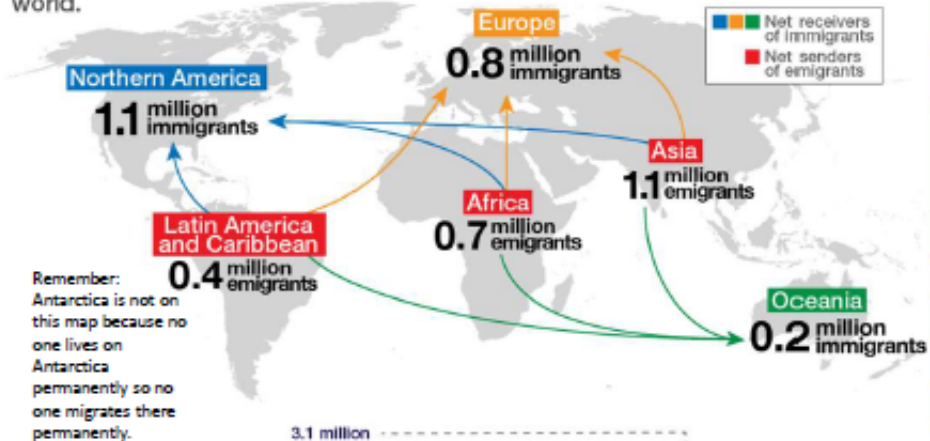 world.
Europe
0.8 million immigrants
Net receivers
of immigrants
Net senders
of emigrants
Northern America
1.1 million immigrants
Asia
1.1 million emigrants
Africa
0.7 million emigrants
Latin America
and Caribbean
0.4 million emigrants
Oceania
0.2 million immigrants
Remember:
Antarctica is not on
this map because no
one lives on
Antarctica
permanently so no
one migrates there
permanently.
3.1 million